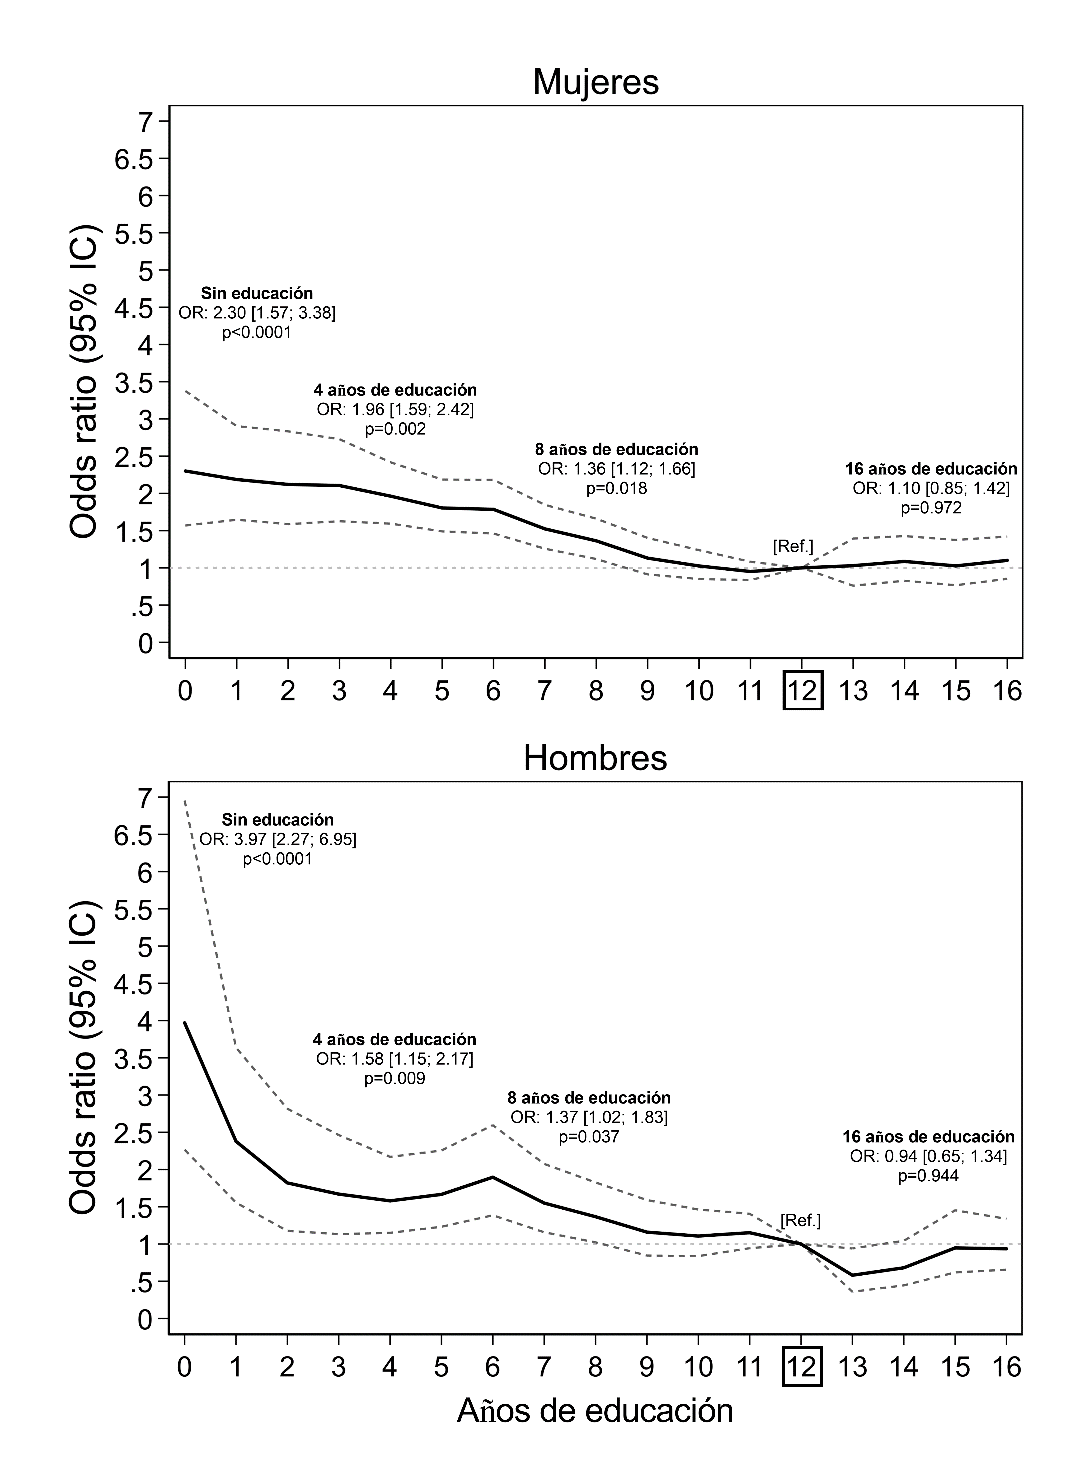 Mujeres
Odds ratio (95% IC)
7
6.5
6
5.5
5
4.5
4
3.5
3
2.5
2
1.5
1
.5
0
Sin educación
OR: 2.30 [1.57; 3.38]
p<0.0001
4 años de educación
OR: 1.96 [1.59; 2.42]
p=0.002
8 años de educación
OR: 1.36 [1.12; 1.66]
p=0.018
16 años de educación
OR: 1.10 [0.85; 1.42]
p=0.972
[Ref.]
0 1 2 3 4 5 6 7 8 9 10 11 12 13 14 15 16
Hombres
Odds ratio (95% IC)
7
6.5
6
5.5
5
4.5
4
3.5
3
2.5
2
1.5
1
.5
0
Sin educación
OR: 3.97 [2.27; 6.95]
p<0.0001
4 años de educación
OR: 1.58 [1.15; 2.17]
p=0.009
8 años de educación
OR: 1.37 [1.02; 1.83]
p=0.037
16 años de educación
OR: 0.94 [0.65; 1.34]
p=0.944
[Ref.]
0 1 2 3 4 5 6 7 8 9 10 11 12 13 14 15 16
Años de educación